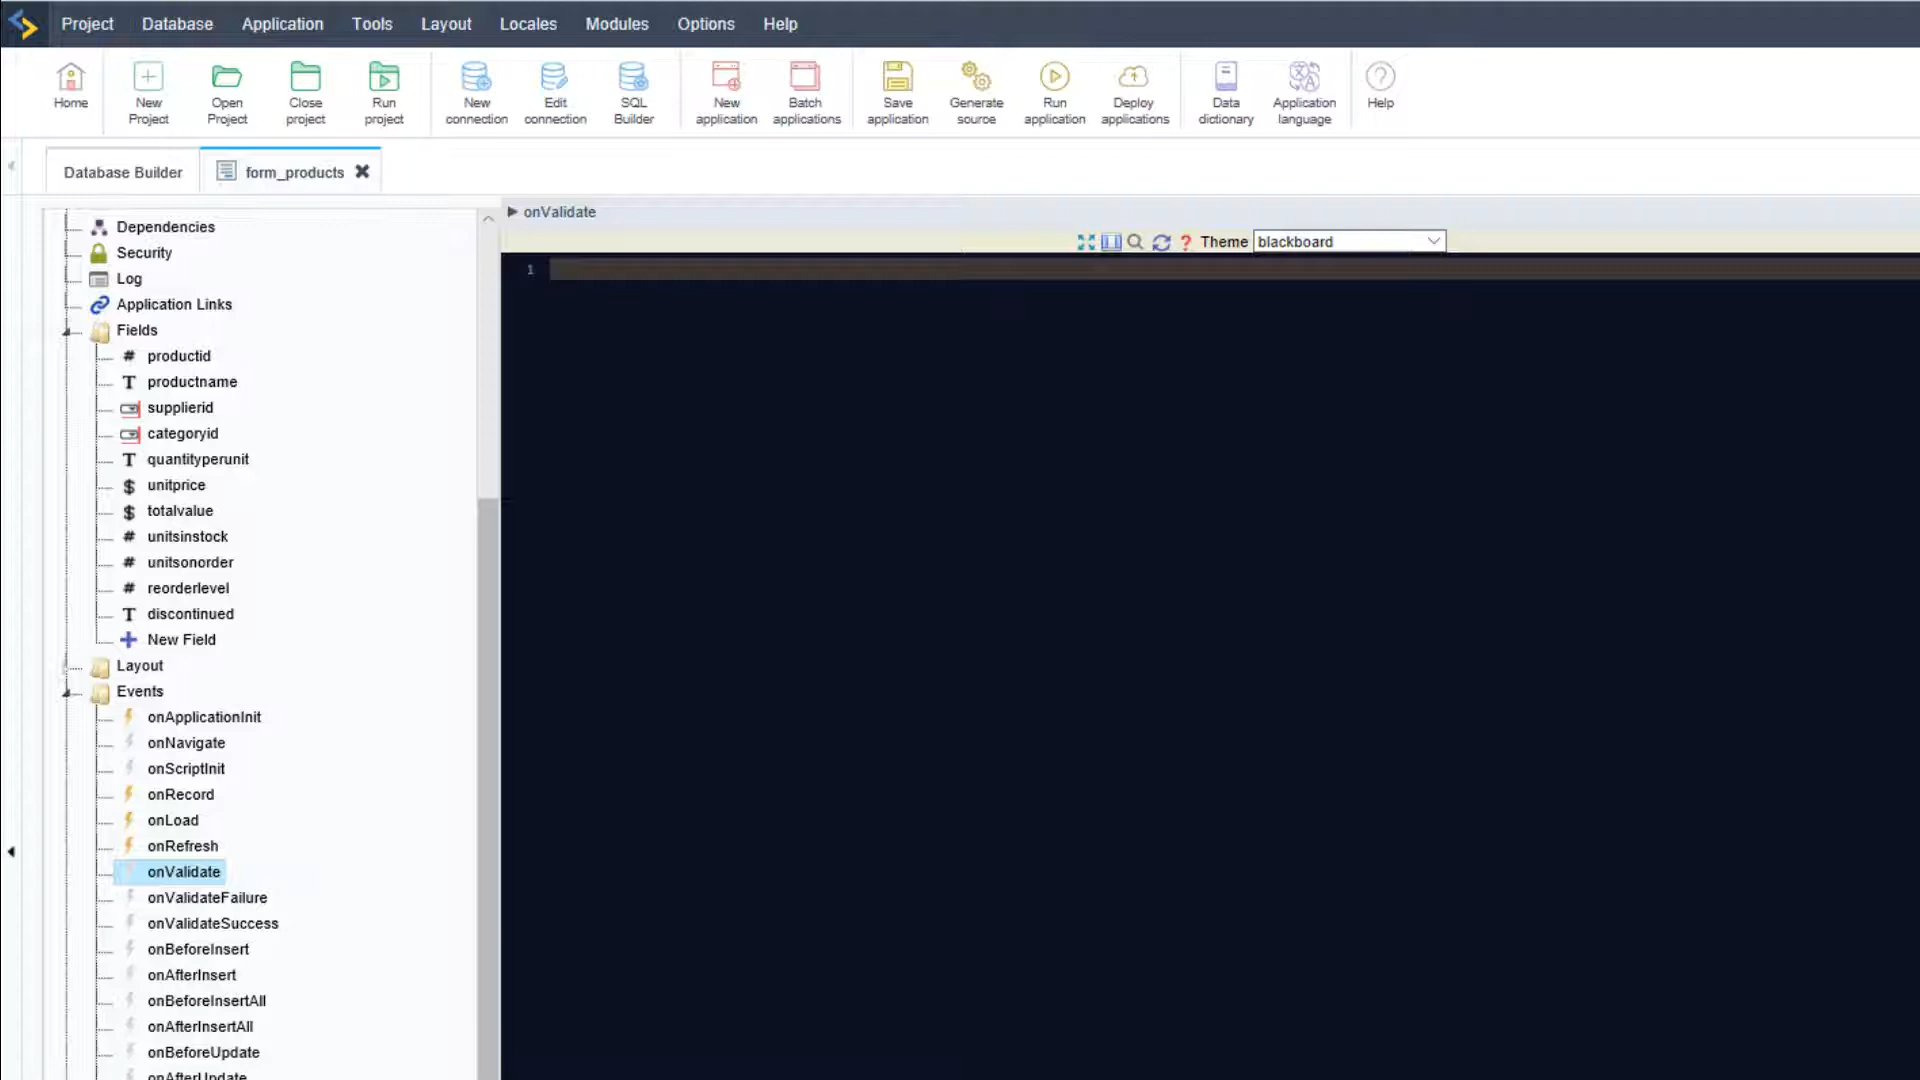 Project Database Application Tools Layout Locales Modules Options Help
Home
New Project
Open Project
Close project
Run project
New connection
Edit connection
SQL Builder
New application
Batch applications
Save application
Generate source
Run application
Deploy applications
Data dictionary
Application language
Help
Database Builder
form_products
Dependencies
Security
Log
Application Links
Fields
productid
productname
supplierid
categoryid
quantityperunit
unitprice
totalvalue
unitsinstock
unitsonorder
reorderlevel
discontinued
New Field
Layout
Events
onApplicationInit
onNavigate
onScriptInit
onRecord
onLoad
onRefresh
onValidate
onValidateFailure
onValidateSuccess
onBeforeInsert
onAfterInsert
onBeforeInsertAll
onAfterInsertAll
onBeforeUpdate
onAfterUpdate
onValidate
Theme blackboard
1